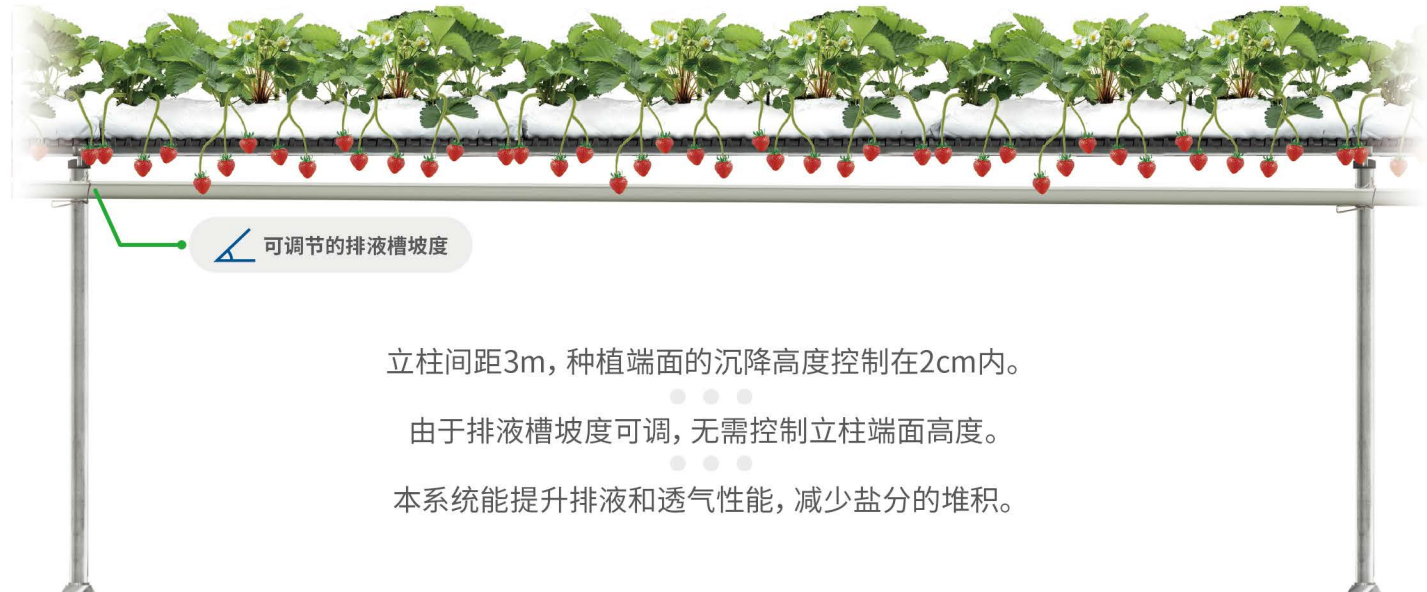 可调节的排液槽坡度
立柱间距3m，种植端面的沉降高度控制在2cm内。
由于排液槽坡度可调，无需控制立柱端面高度。
本系统能提升排液和透气性能，减少盐分的堆积。